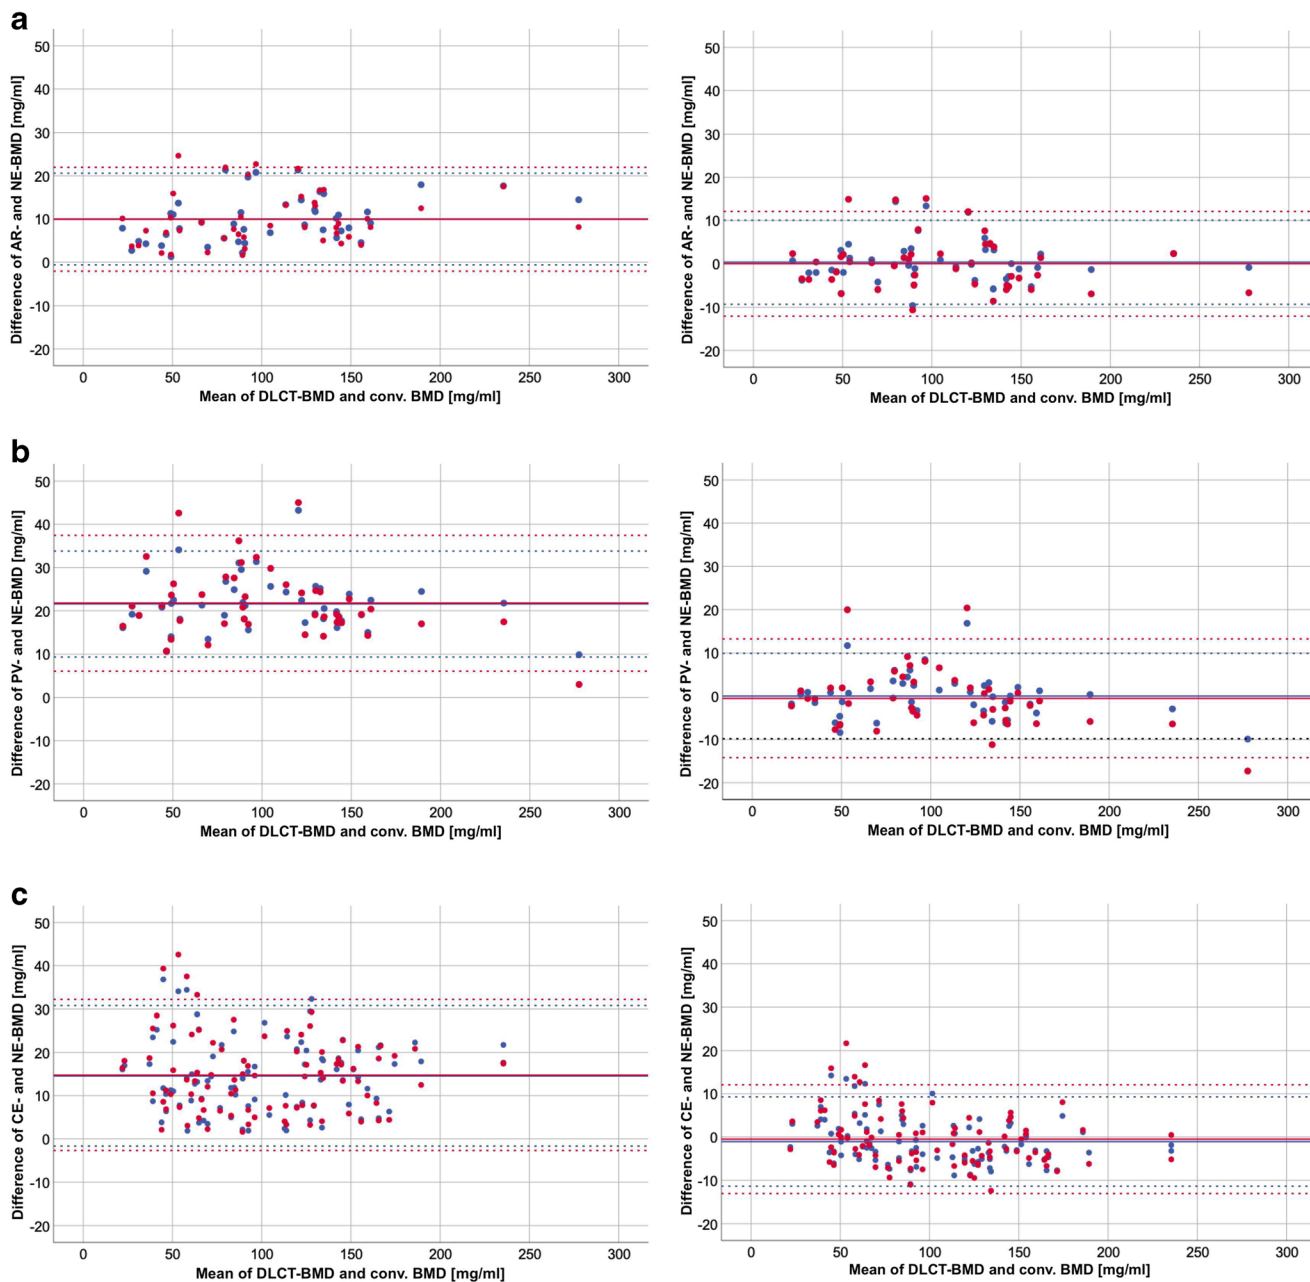 a
Difference of AR- and NE-BMD [mg/ml]
50
40
30
20
10
0
-10
-20
0 50 100 150 200 250 300
Mean of DLCT-BMD and conv. BMD [mg/ml]
Difference of AR- and NE-BMD [mg/ml]
50
40
30
20
10
0
-10
-20
0 50 100 150 200 250 300
Mean of DLCT-BMD and conv. BMD [mg/ml]
b
Difference of PV- and NE-BMD [mg/ml]
50
40
30
20
10
0
-10
-20
0 50 100 150 200 250 300
Mean of DLCT-BMD and conv. BMD [mg/ml]
Difference of PV- and NE-BMD [mg/ml]
50
40
30
20
10
0
-10
-20
0 50 100 150 200 250 300
Mean of DLCT-BMD and conv. BMD [mg/ml]
c
Difference of CE- and NE-BMD [mg/ml]
50
40
30
20
10
0
-10
-20
0 50 100 150 200 250 300
Mean of DLCT-BMD and conv. BMD [mg/ml]
Difference of CE- and NE-BMD [mg/ml]
50
40
30
20
10
0
-10
-20
0 50 100 150 200 250 300
Mean of DLCT-BMD and conv. BMD [mg/ml]